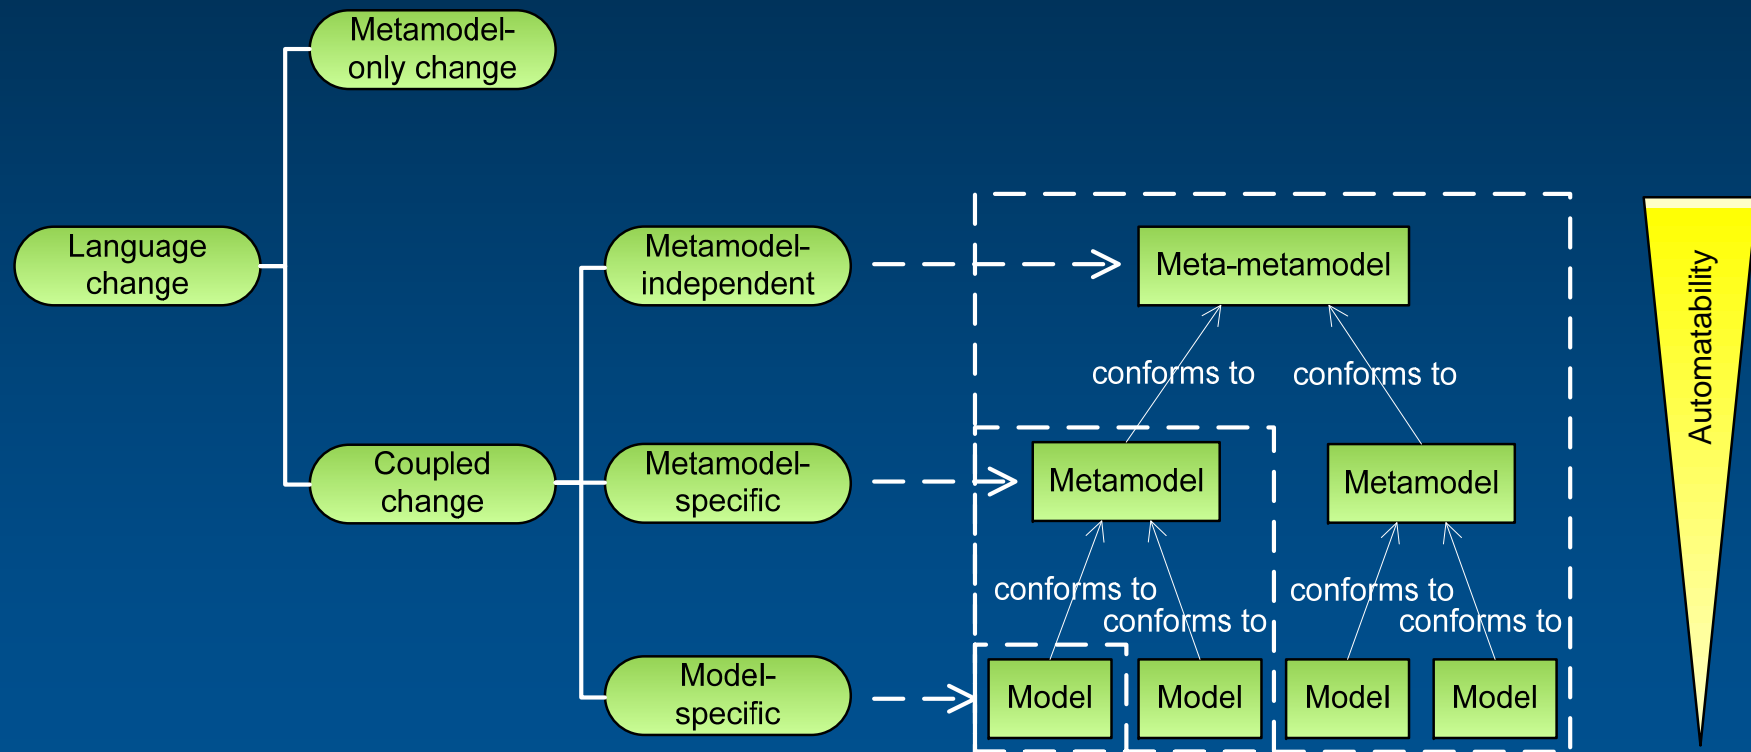 Metamodel-
only change
Language
change
Metamodel-
independent
Meta-metamodel
Automatability
conforms to
conforms to
Coupled
change
Metamodel-
specific
Metamodel
Metamodel
conforms to
conforms to
conforms to
conforms to
Model-
specific
Model
Model
Model
Model